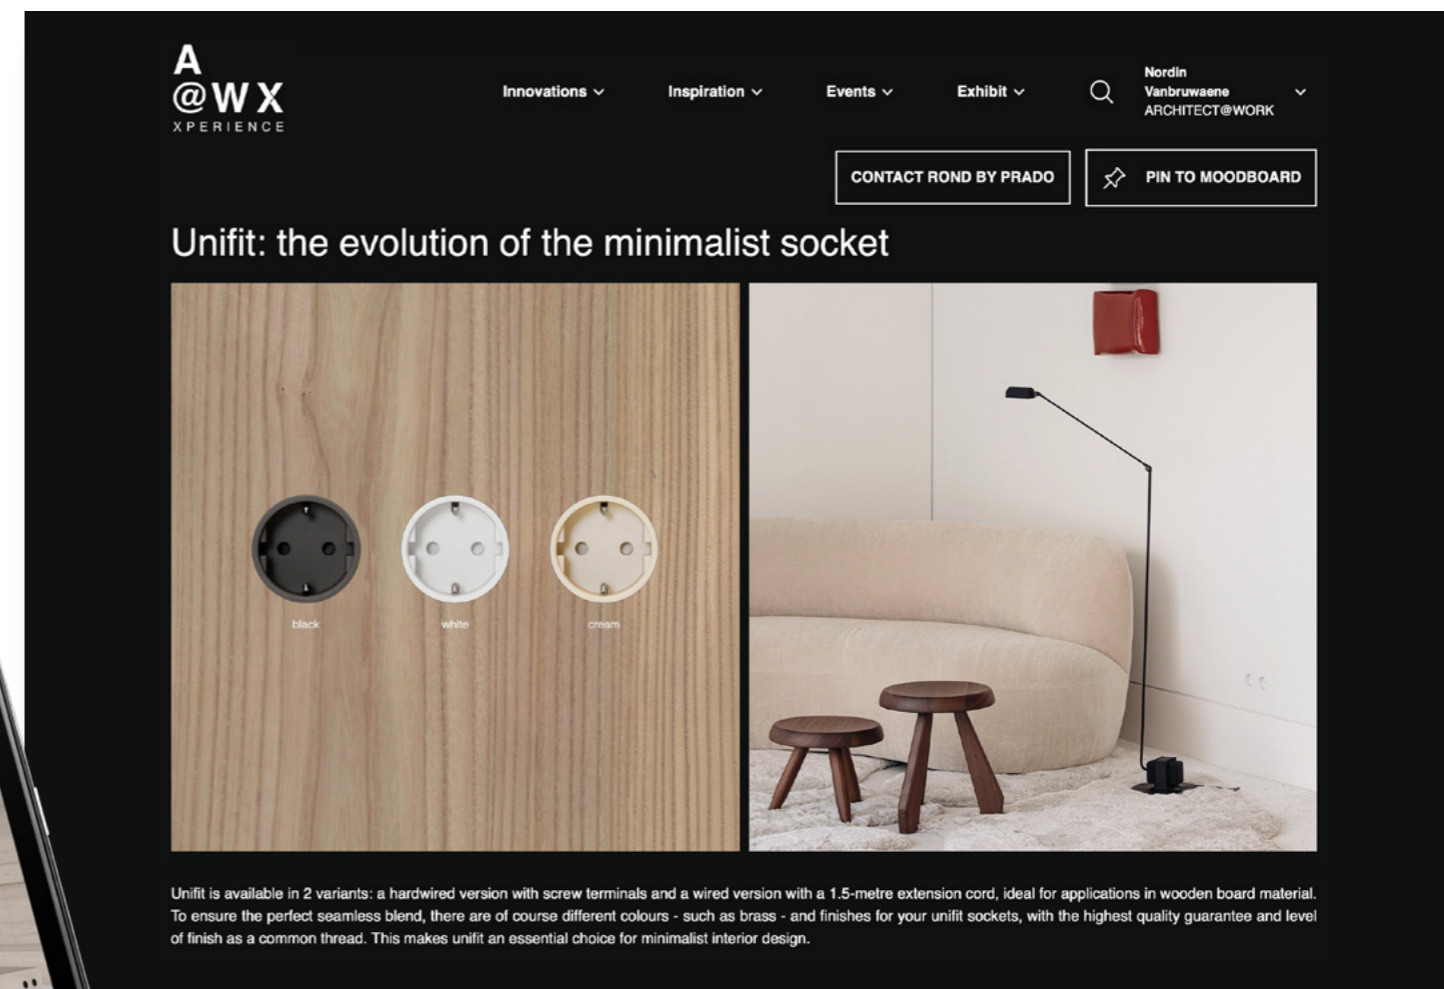 A
@WX
XPERIENCE
Innovations
Inspiration
Events
Exhibit
Nordin
Vanbruwaene
ARCHITECT@WORK
CONTACT ROND BY PRADO
PIN TO MOODBOARD
Unifit: the evolution of the minimalist socket
black
white
cream
Unifit is available in 2 variants: a hardwired version with screw terminals and a wired version with a 1.5-metre extension cord, ideal for applications in wooden board material.
To ensure the perfect seamless blend, there are of course different colours - such as brass - and finishes for your unifit sockets, with the highest quality guarantee and level
of finish as a common thread. This makes unifit an essential choice for minimalist interior design.